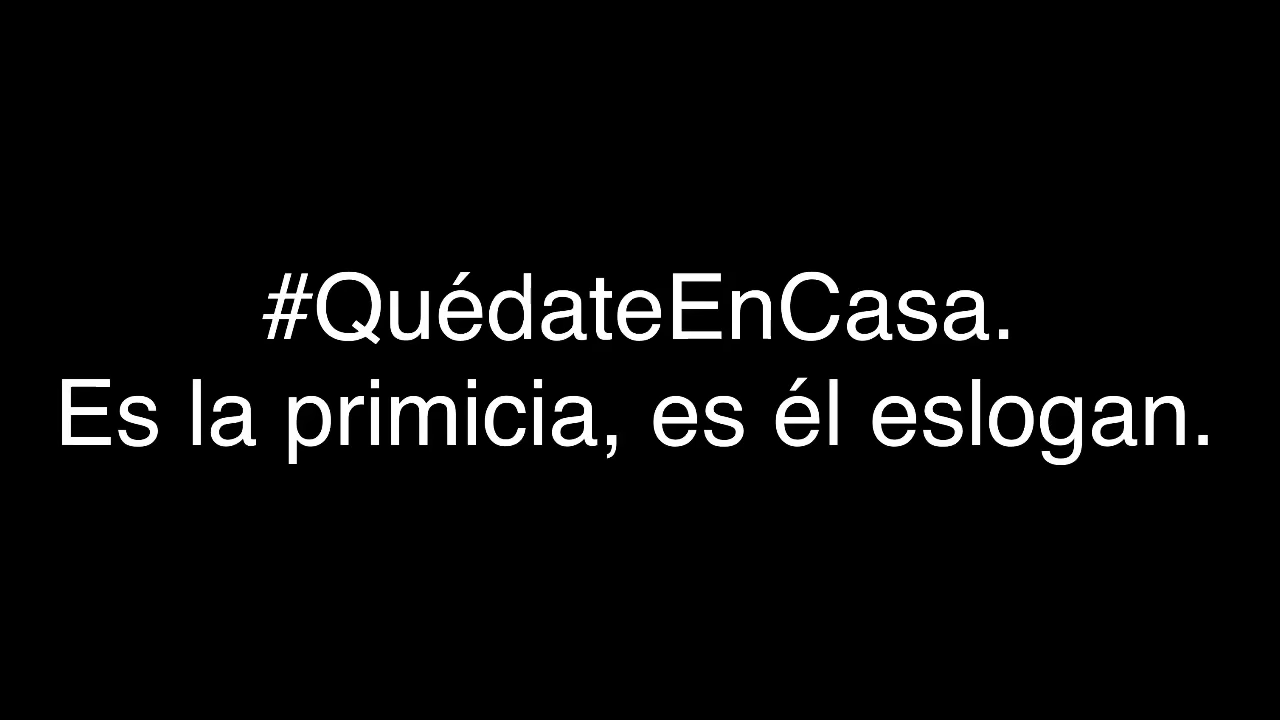 #QuédateEnCasa.
Es la primicia, es él eslogan.